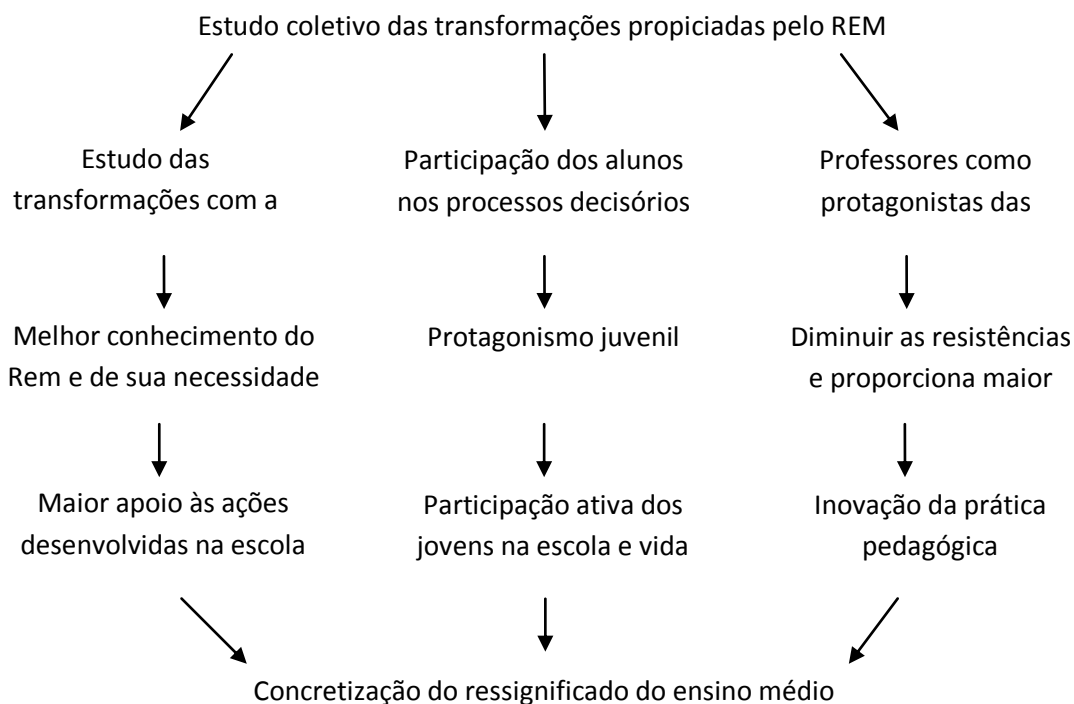 Estudo coletivo das transformações propiciadas pelo REM
Estudo das
transformações com a
Participação dos alunos
nos processos decisórios
Professores como
protagonistas das
Melhor conhecimento do
Rem e de sua necessidade
Protagonismo juvenil
Diminuir as resistências
e proporciona maior
Maior apoio às ações
desenvolvidas na escola
Participação ativa dos
jovens na escola e vida
Inovação da prática
pedagógica
Concretização do ressignificado do ensino médio